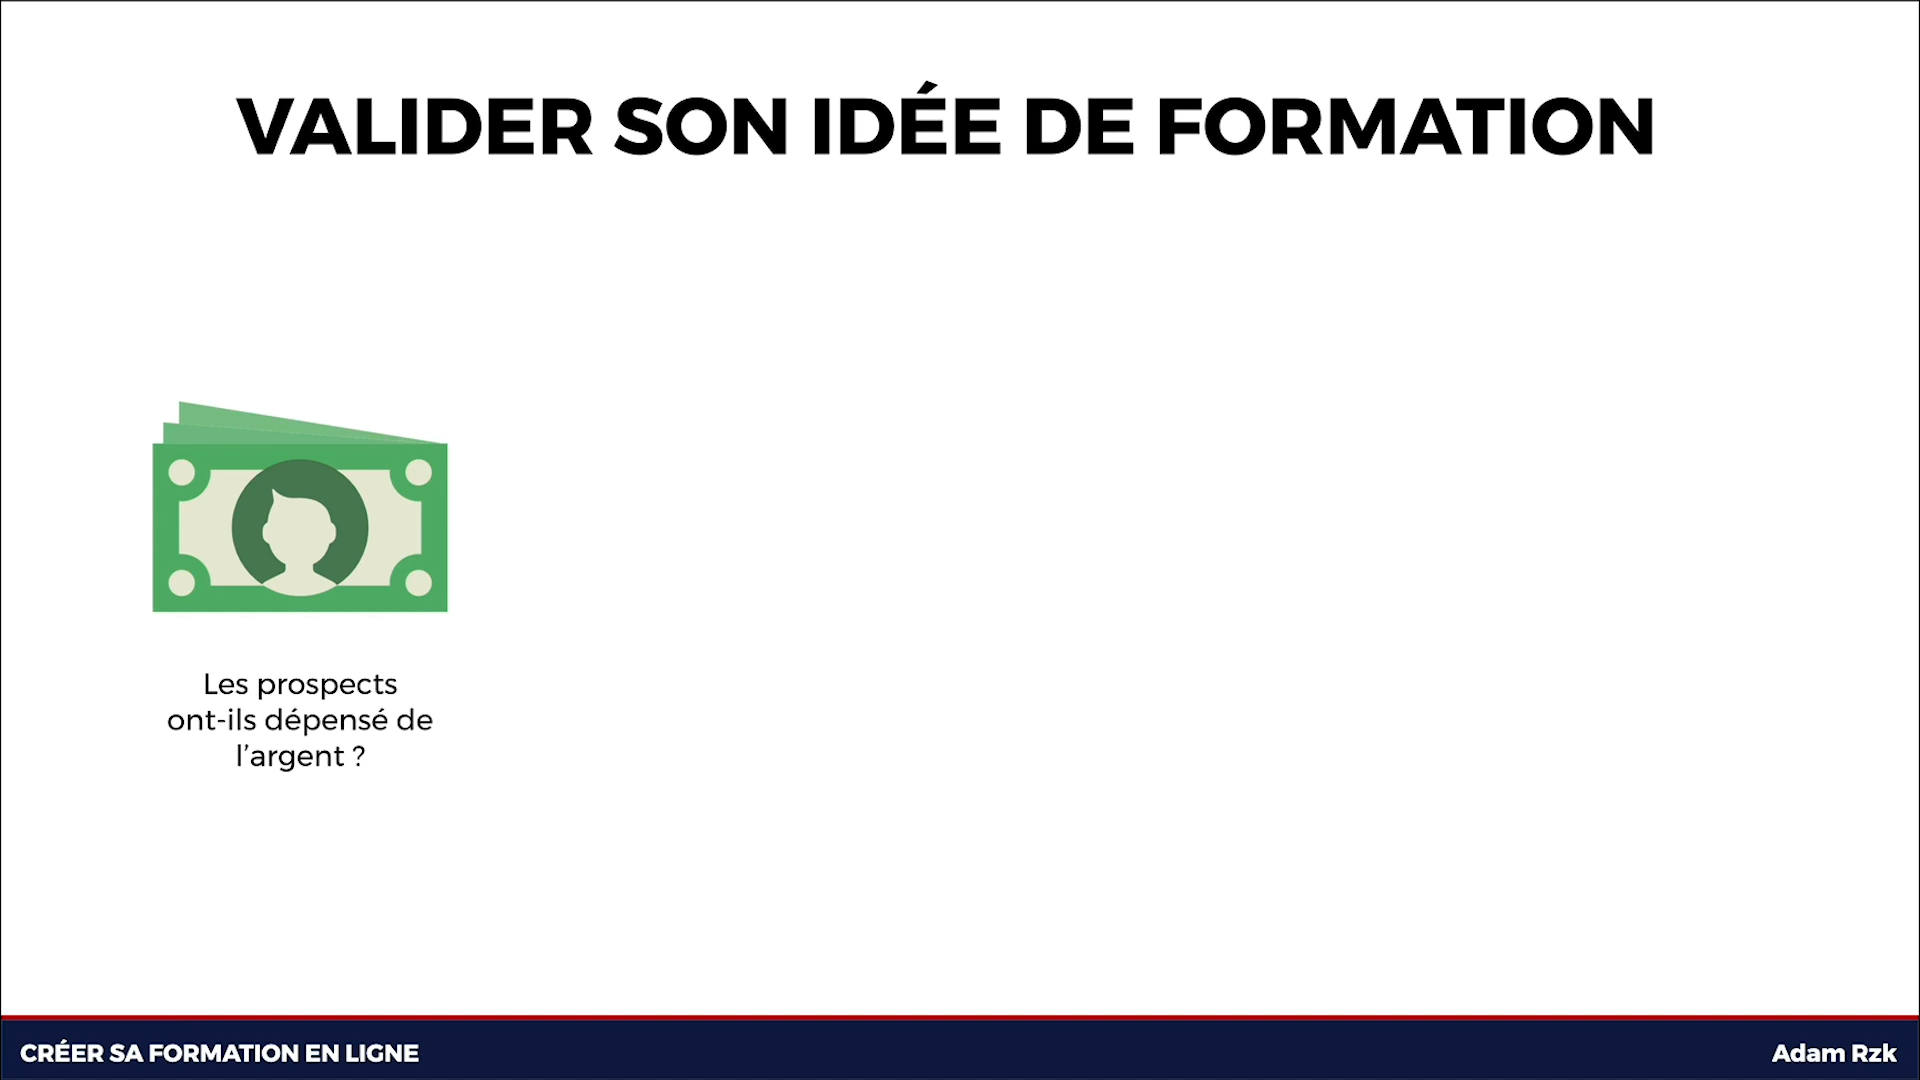 VALIDER SON IDÉE DE FORMATION
Les prospects
ont-ils dépensé de
l’argent ?
CRÉER SA FORMATION EN LIGNE
Adam Rzk